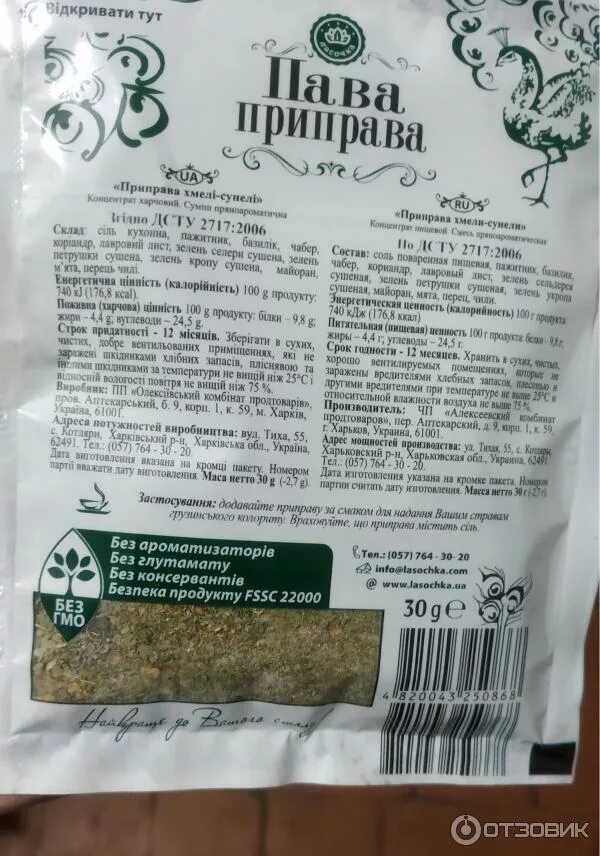 Відкривати тут
Ласочка
Пава
приправа
UA
«Приправа хмелі-сунелі»
Концентрат харчовий. Суміш пряноароматична
Згідно ДСТУ 2717:2006
Склад: сіль кухонна, пажитник, базилік, чабер,
коріандр, лавровий лист, зелень селери сушена, зелень
петрушки сушена, зелень кропу сушена, майоран,
м'ята, перець чилі.
Енергетична цінність (калорійність) 100 g продукту:
740 kJ (176,8 kcal).
Поживна (харчова) цінність 100 g продукту: білки - 9,8 g;
жири - 4,4 g; вуглеводи – 24,5 g.
Строк придатності - 12 місяців. Зберігати в сухих,
чистих, добре вентильованих приміщеннях, які не
заражені шкідниками хлібних запасів, пліснявою та
іншими шкідниками за температури не вищій ніж 25°C і
відносній вологості повітря не вищій ніж 75 %.
Виробник: ПП «Олексіївський комбінат продтоварів»,
пров. Аптекарський, б. 9, корп. 1, к. 59, м. Харків,
Україна, 61001.
Адреса потужностей виробництва: вул. Тиха, 55,
с. Котляри, Харківський р-н, Харківська обл., Україна,
62491. Тел.: (057) 764 - 30 - 20.
Дата виготовлення вказана на кромці пакету. Номером
партії вважати дату виготовлення. Маса нетто 30 g (-2,7 g).
RU
«Приправа хмели-сунели»
Концентрат пищевой. Смесь пряноароматическая
По ДСТУ 2717:2006
Состав: соль поваренная пищевая, пажитник, базилик,
чабер, кориандр, лавровый лист, зелень сельдерея
сушеная, зелень петрушки сушеная, зелень укропа
сушеная, майоран, мята, перец, чили.
Энергетическая ценность (калорийность) 100 г продукта:
740 кДж (176,8 ккал)
Питательная (пищевая) ценность 100 г продукта: белки - 9,8 г,
жиры - 4,4 г; углеводы - 24,5 г.
Срок годности - 12 месяцев. Хранить в сухих, чистых,
хорошо вентилируемых помещениях, которые не
заражены вредителями хлебных запасов, плесенью и
другими вредителями при температуре не выше 25°C и
относительной влажности воздуха не выше 75 %.
Производитель: ЧП «Алексеевский комбинат
продтоваров», пер. Аптекарский, д. 9, корп. 1, к. 59,
г. Харьков, Украина, 61001.
Адрес мощностей производства: ул. Тихая, 55, с. Котляры,
Харьковский р-н, Харьковская обл., Украина, 62491
Тел.: (057) 764 - 30 - 20.
Дата изготовления указана на кромке пакета. Номером
партии считать дату изготовления. Масса нетто 30 г (-2,7 г).
Застосування: додавайте приправу за смаком для надання Вашим стравам
грузинського колориту. Враховуйте, що приправа містить сіль.
БЕЗ
ГМО
Без ароматизаторів
Без глутамату
Без консервантів
Безпека продукту FSSC 22000
Тел.: (057) 764 - 30- 20
info@lasochka.com
www.lasochka.ua
30 g ℮
4 820043 250868
Найкраще до Вашого столу
ОТЗОВИК